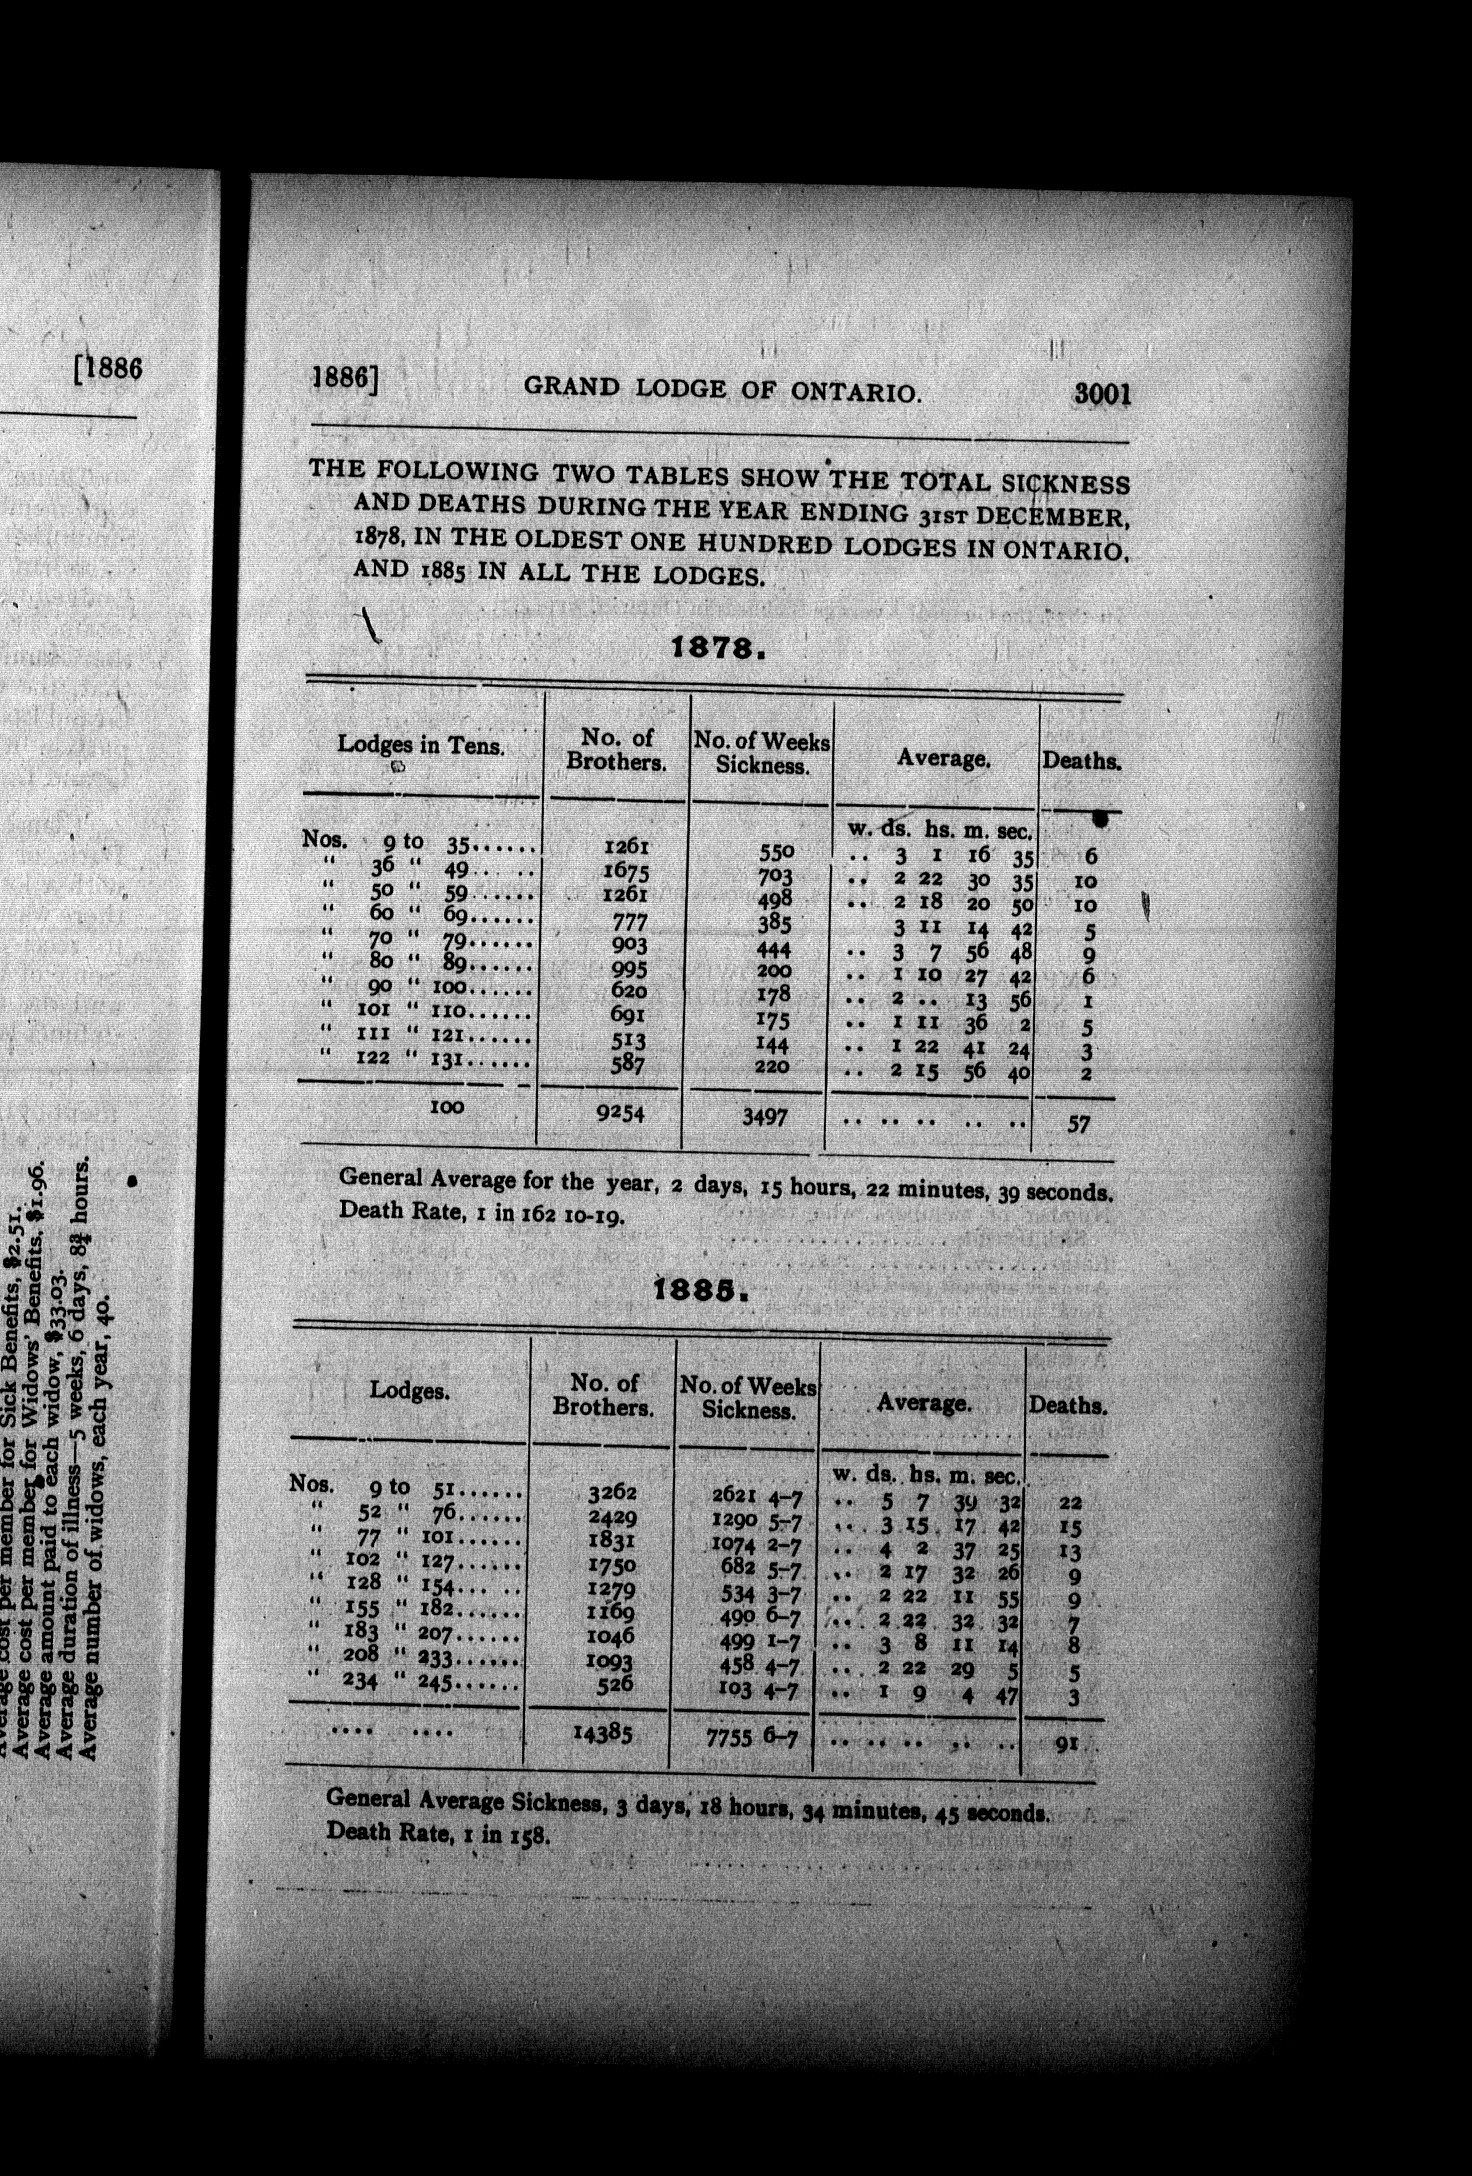 [1886
Average cost per member for Sick Benefits, $2.51.
Average cost per member for Widows' Benefits, $1.96.
Average amount paid to each widow, $33.03.
Average duration of illness—5 weeks, 6 days, 8¾ hours.
Average number of widows, each year, 40.
1886] GRAND LODGE OF ONTARIO. 3001
THE FOLLOWING TWO TABLES SHOW THE TOTAL SICKNESS
AND DEATHS DURING THE YEAR ENDING 31ST DECEMBER,
1878, IN THE OLDEST ONE HUNDRED LODGES IN ONTARIO,
AND 1885 IN ALL THE LODGES.
1878.
Lodges in Tens. No. of Brothers. No. of Weeks Sickness. Average. Deaths.
w. ds. hs. m. sec.
Nos. 9 to 35...... 1261 550 .. 3 1 16 35 6
" 36 " 49...... 1675 703 .. 2 22 30 35 10
" 50 " 59...... 1261 498 .. 2 18 20 50 10
" 60 " 69...... 777 385 3 11 14 42 5
" 70 " 79...... 903 444 .. 3 7 56 48 9
" 80 " 89...... 995 200 .. 1 10 27 42 6
" 90 " 100...... 620 178 .. 2 .. 13 56 1
" 101 " 110...... 691 175 .. 1 11 36 2 5
" 111 " 121...... 513 144 .. 1 22 41 24 3
" 122 " 131...... 587 220 .. 2 15 56 40 2
100 9254 3497 .. .. .. .. .. 57
General Average for the year, 2 days, 15 hours, 22 minutes, 39 seconds.
Death Rate, 1 in 162 10-19.
1885.
Lodges. No. of Brothers. No. of Weeks Sickness. Average. Deaths.
w. ds. hs. m. sec.
Nos. 9 to 51...... 3262 2621 4-7 .. 5 7 39 32 22
" 52 " 76...... 2429 1290 5-7 .. 3 15 17 42 15
" 77 " 101...... 1831 1074 2-7 .. 4 2 37 25 13
" 102 " 127...... 1750 682 5-7 .. 2 17 32 26 9
" 128 " 154... .. 1279 534 3-7 .. 2 22 11 55 9
" 155 " 182...... 1169 490 6-7 .. 2 22 32 32 7
" 183 " 207...... 1046 499 1-7 .. 3 8 11 14 8
" 208 " 233...... 1093 458 4-7 .. 2 22 29 5 5
" 234 " 245...... 526 103 4-7 .. 1 9 4 47 3
.... .... 14385 7755 6-7 .. .. .. .. .. 91
General Average Sickness, 3 days, 18 hours, 34 minutes, 45 seconds.
Death Rate, 1 in 158.